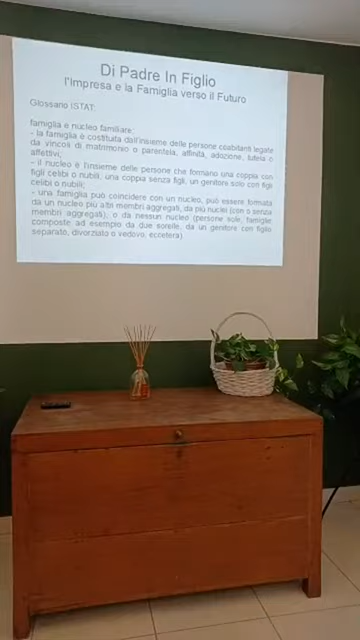 Di Padre In Figlio
l'Impresa e la Famiglia verso il Futuro
Glossario ISTAT:
famiglia e nucleo familiare;
- la famiglia è costituita dall'insieme delle persone coabitanti legate
da vincoli di matrimonio o parentela, affinità, adozione, tutela o
affettivi;
- il nucleo è l'insieme delle persone che formano una coppia con
figli celibi o nubili, una coppia senza figli, un genitore solo con figli
celibi o nubili;
- una famiglia può coincidere con un nucleo, può essere formata
da un nucleo più altri membri aggregati, da più nuclei (con o senza
membri aggregati), o da nessun nucleo (persone sole, famiglie
composte ad esempio da due sorelle, da un genitore con figlio
separato, divorziato o vedovo, eccetera).